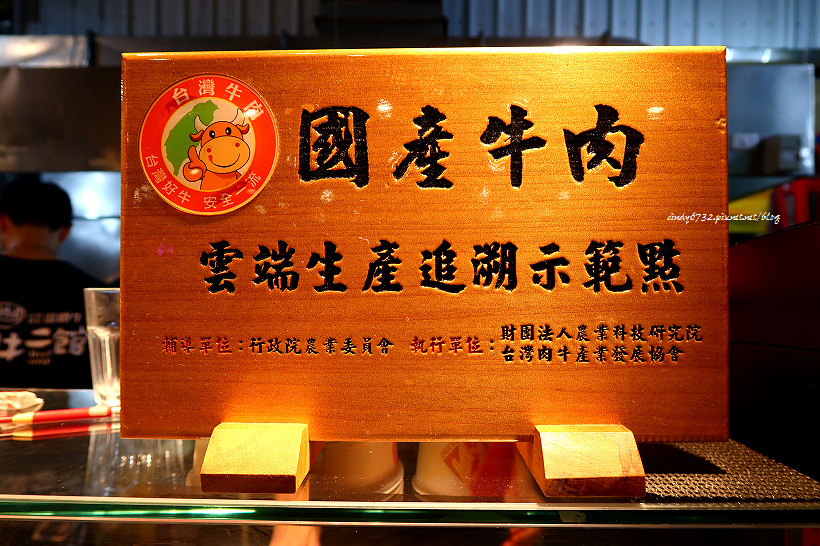 台灣牛肉
台灣好牛 安全一流
國產牛肉
cindy6732.pixnet.net/blog
雲端生產追溯示範點
輔導單位：行政院農業委員會 執行單位：財團法人農業科技研究院
台灣肉牛產業發展協會